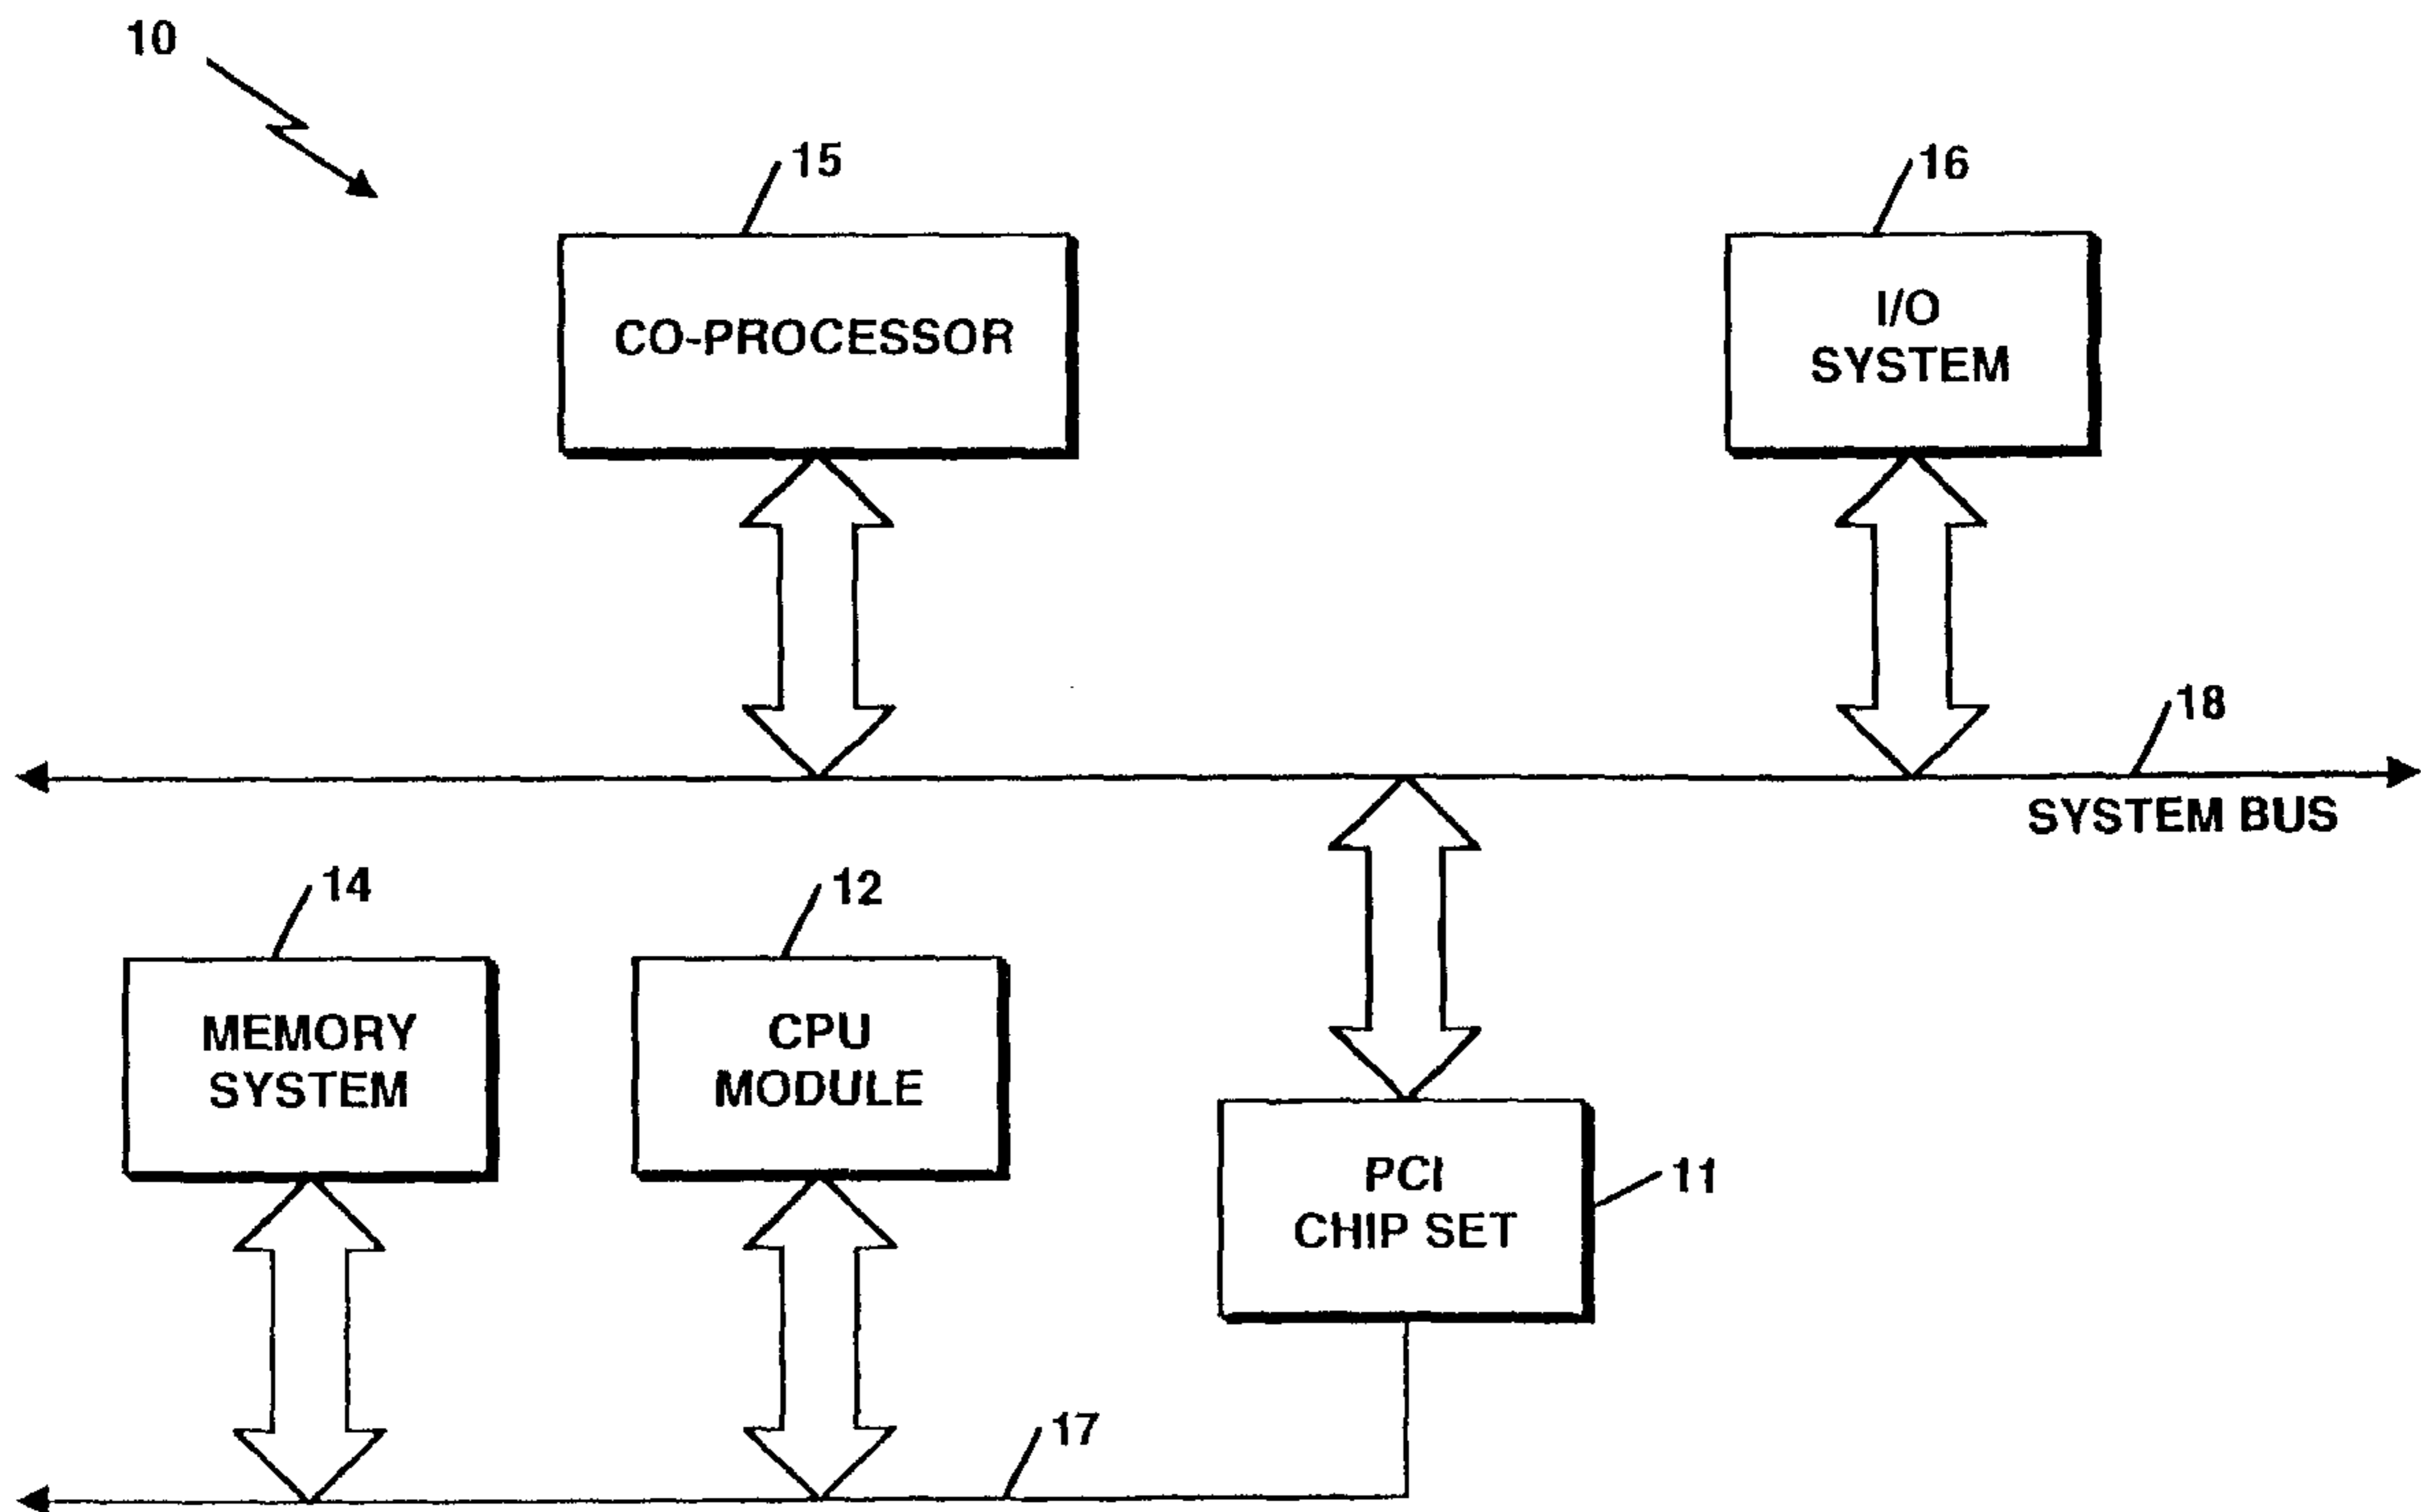 10
15
16
CO-PROCESSOR
I/O
SYSTEM
18
SYSTEM BUS
14
12
MEMORY
SYSTEM
CPU
MODULE
PCI
CHIP SET
11
17